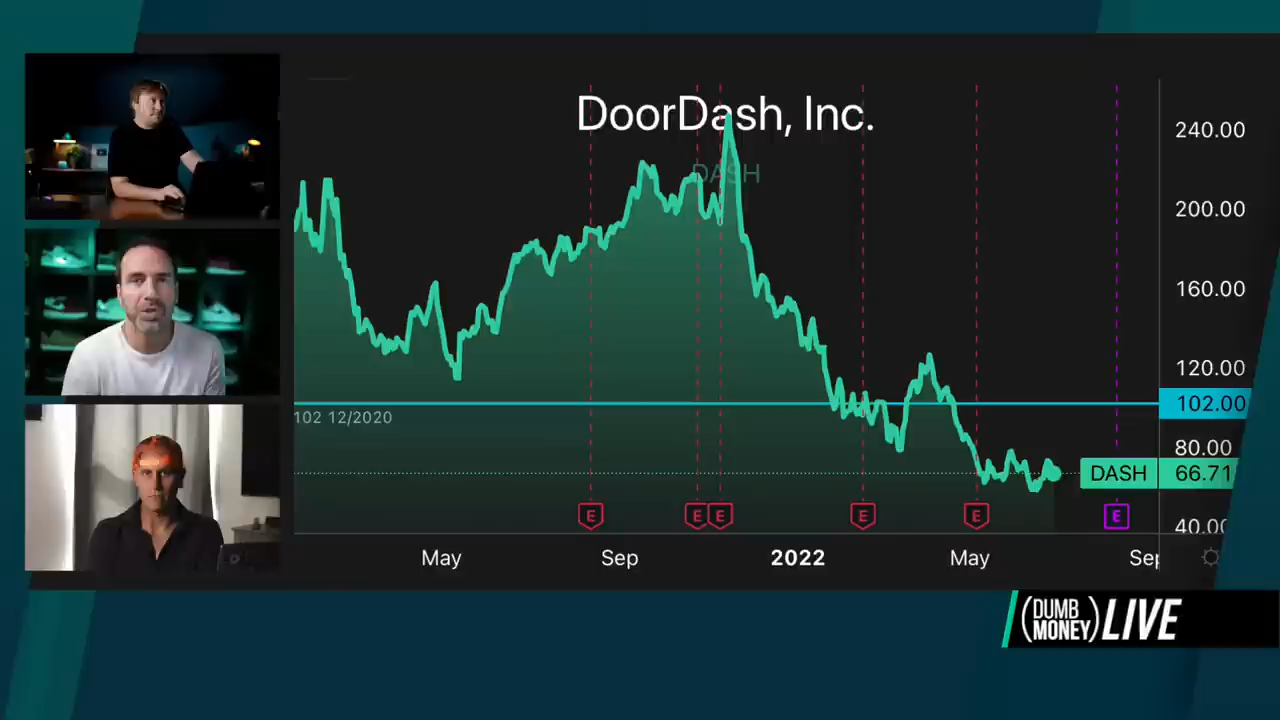 DoorDash, Inc.
DASH
240.00
200.00
160.00
120.00
102.00
102 12/2020
80.00
DASH 66.71
40.00
E E E E E E
May Sep 2022 May Sep
(DUMB MONEY) LIVE